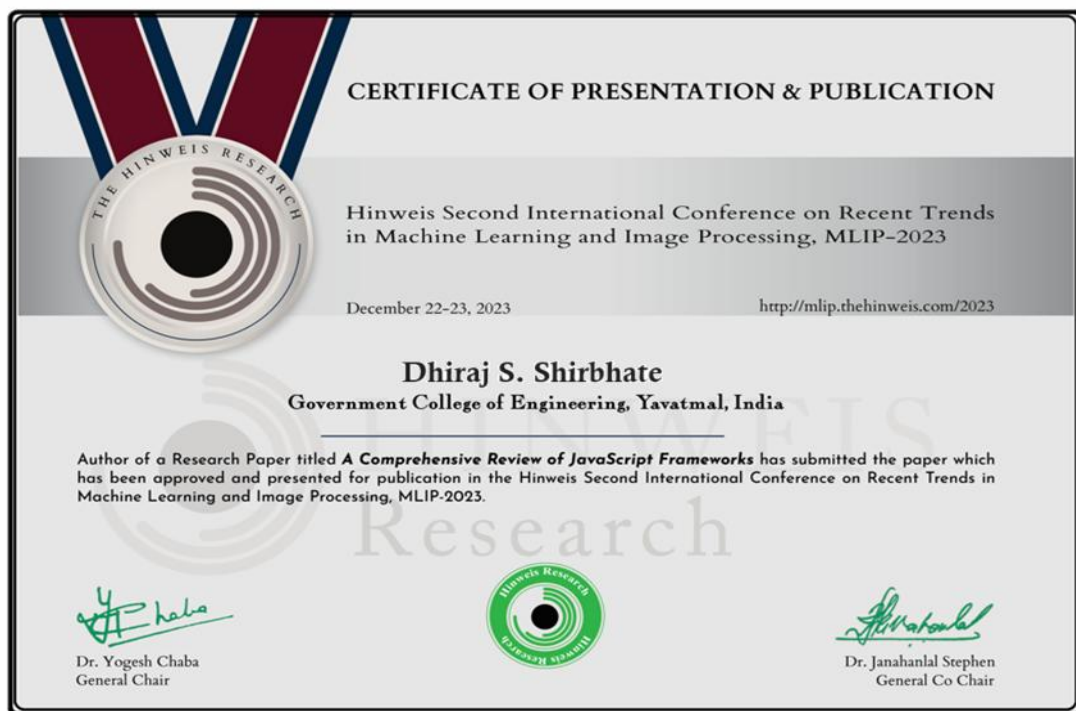 THE HINWEIS RESEARCH
CERTIFICATE OF PRESENTATION & PUBLICATION
Hinweis Second International Conference on Recent Trends
in Machine Learning and Image Processing, MLIP-2023
December 22-23, 2023
http://mlip.thehinweis.com/2023
Dhiraj S. Shirbhate
Government College of Engineering, Yavatmal, India
HINWEIS
Research
Author of a Research Paper titled A Comprehensive Review of JavaScript Frameworks has submitted the paper which
has been approved and presented for publication in the Hinweis Second International Conference on Recent Trends in
Machine Learning and Image Processing, MLIP-2023.
Hinweis Research
Hinweis Research
Dr. Yogesh Chaba
General Chair
Dr. Janahanlal Stephen
General Co Chair